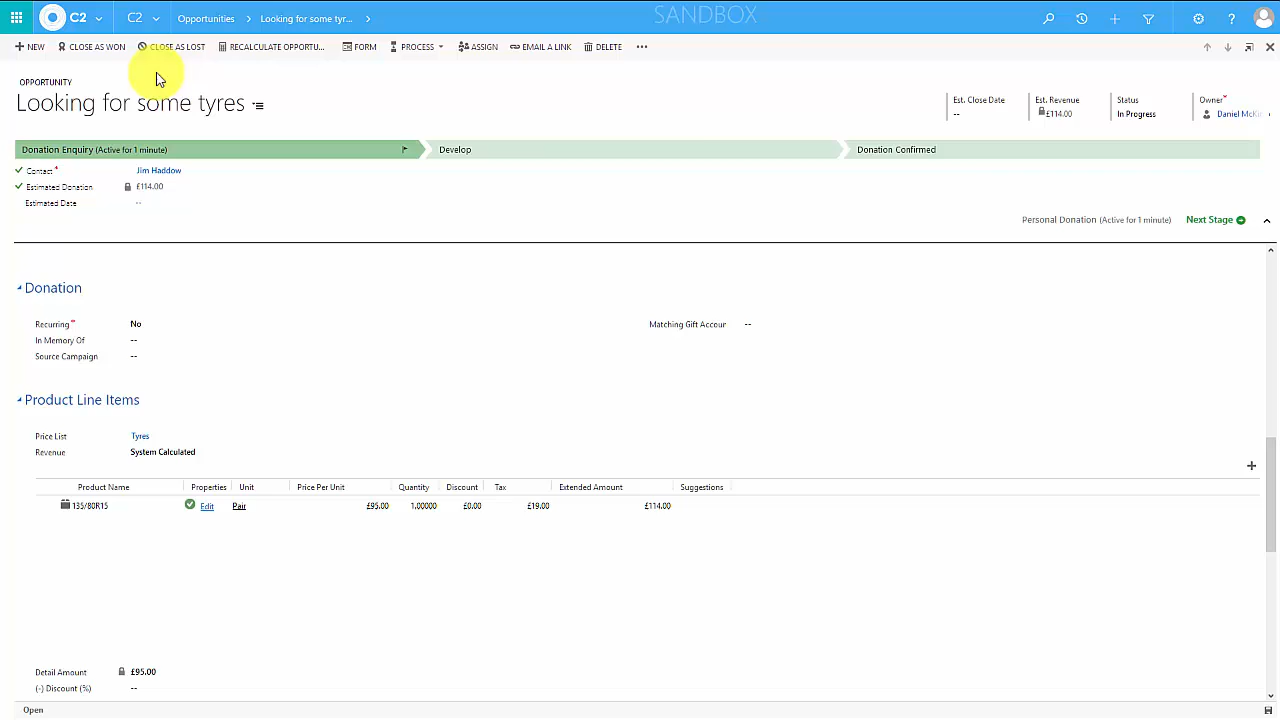 C2 C2 Opportunities Looking for some tyr... SANDBOX ?
NEW CLOSE AS WON CLOSE AS LOST RECALCULATE OPPORTU... FORM PROCESS ASSIGN EMAIL A LINK DELETE ...
OPPORTUNITY
Looking for some tyres
Est. Close Date
--
Est. Revenue
£114.00
Status
In Progress
Owner*
Daniel McKi
Donation Enquiry (Active for 1 minute) Develop Donation Confirmed
Contact* Jim Haddow
Estimated Donation £114.00
Estimated Date --
Personal Donation (Active for 1 minute) Next Stage
Donation
Recurring* No Matching Gift Accour --
In Memory Of --
Source Campaign --
Product Line Items
Price List Tyres
Revenue System Calculated
Product Name Properties Unit Price Per Unit Quantity Discount Tax Extended Amount Suggestions
135/80R15 Edit Pair £95.00 1.00000 £0.00 £19.00 £114.00
Detail Amount £95.00
(-) Discount (%) --
Open